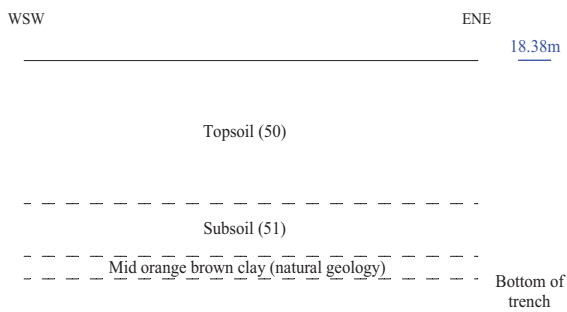 WSW
ENE
18.38m
Topsoil (50)
Subsoil (51)
Mid orange brown clay (natural geology)
Bottom of
trench